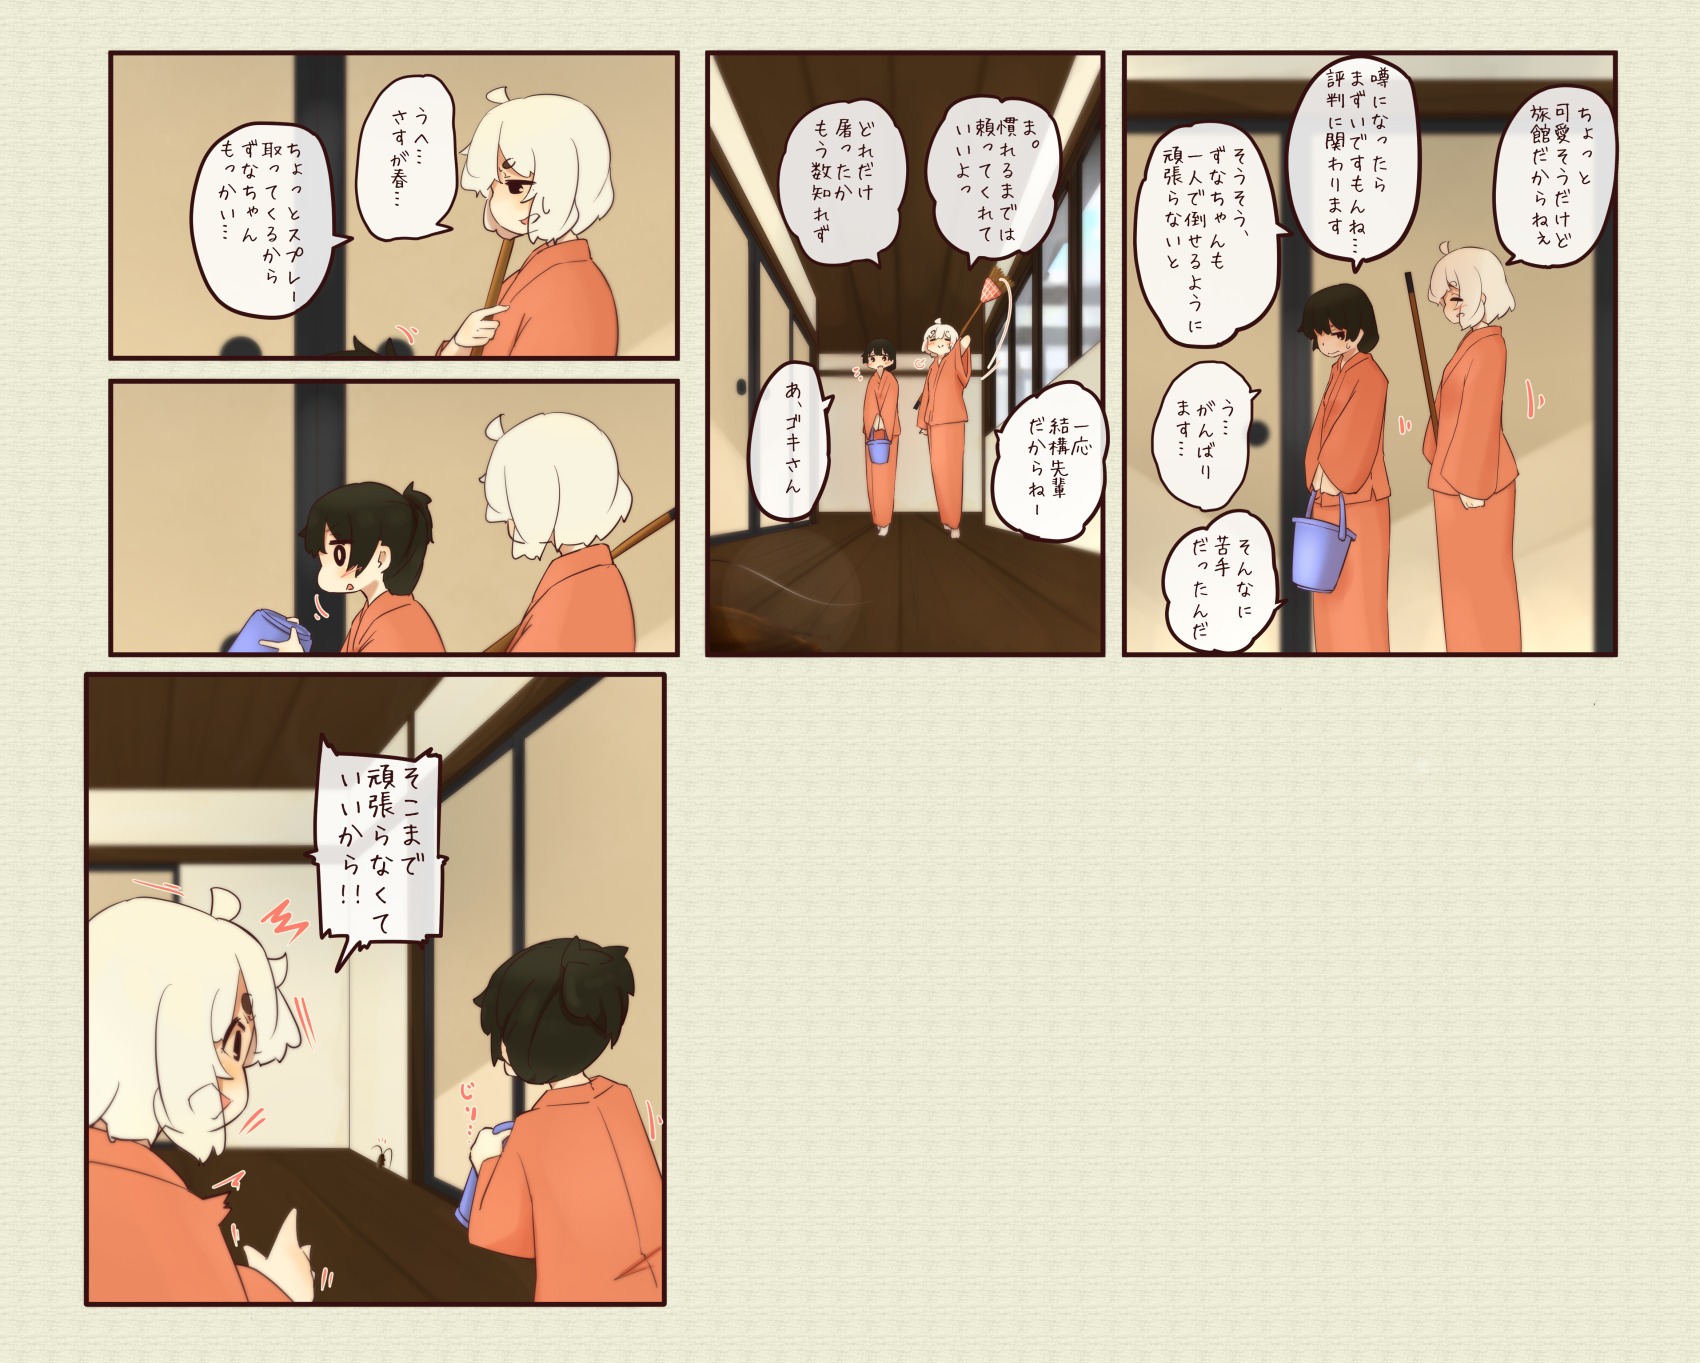 ちょっと
可愛そうだけど
旅館だからねぇ
噂になったら
まずいですもんね…
評判に関わります
そうそう、
ずなちゃんも
一人で倒せるように
頑張らないと
う…
がんばり
ます…
そんなに
苦手
だったんだ
ま。
慣れるまでは
頼ってくれて
いいよっ
どれだけ
屠ったか
もう数知れず
一応
結構先輩
だからねー
あ、ゴキさん
うへ…
さすが春…
ちょっとスプレー
取ってくるから
ずなちゃん
もっかい…
そこまで
頑張らなくて
いいから!!
じり…